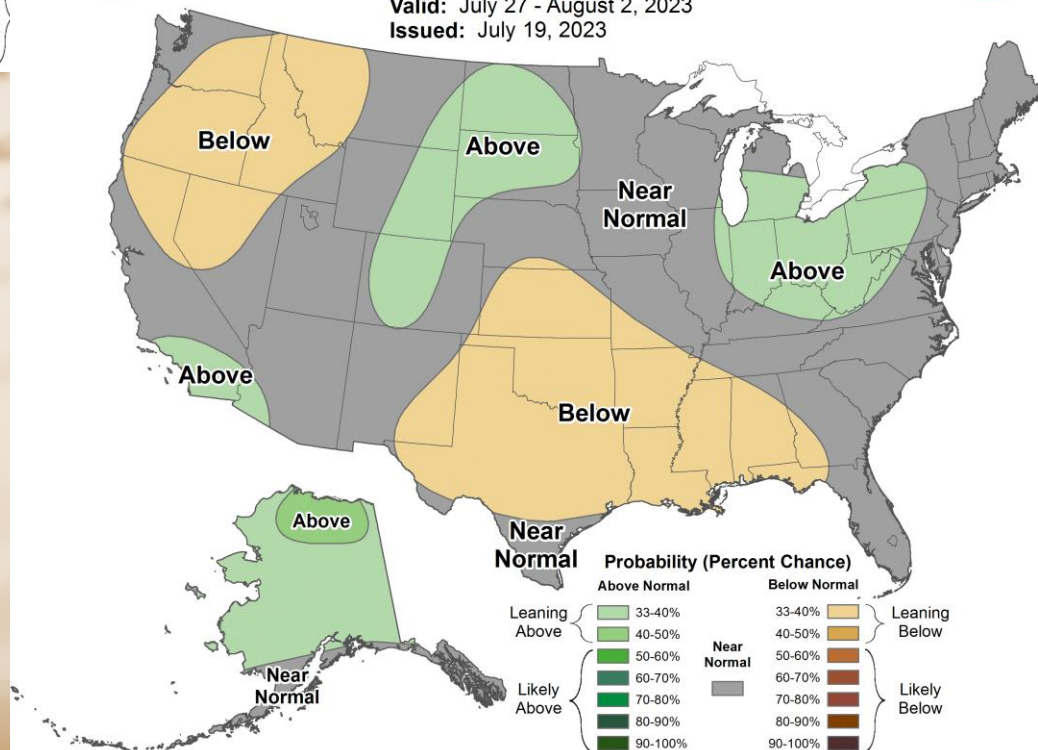 Valid: July 27 - August 2, 2023
Issued: July 19, 2023
Below
Above
Near
Normal
Above
Above
Below
Above
Near
Normal
Near
Normal
Probability (Percent Chance)
Above Normal
Below Normal
Leaning
Above
33-40%
40-50%
Likely
Above
50-60%
60-70%
70-80%
80-90%
90-100%
Near
Normal
33-40%
40-50%
Leaning
Below
50-60%
60-70%
70-80%
80-90%
90-100%
Likely
Below